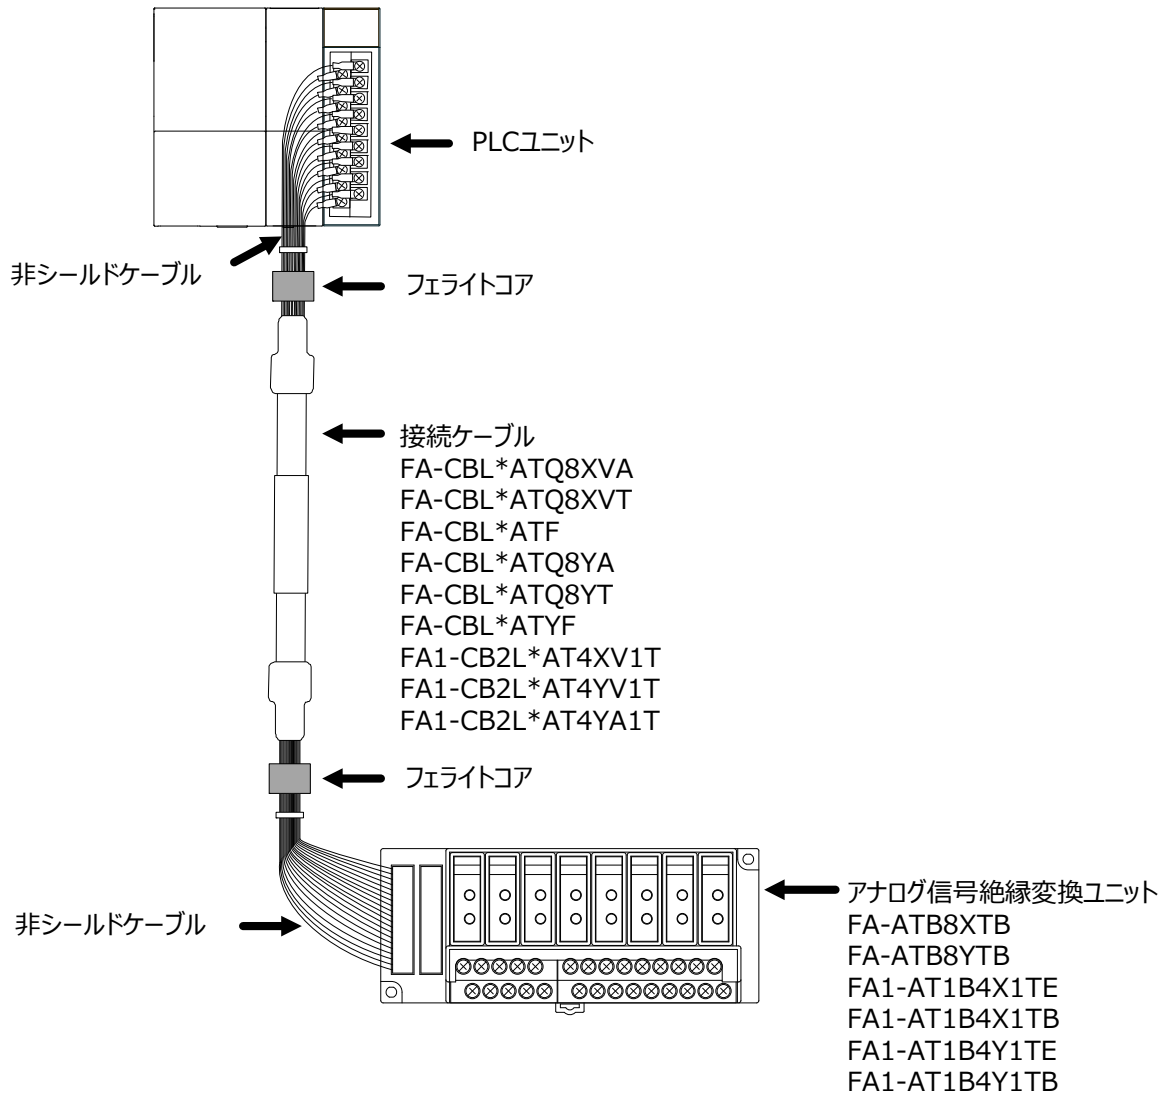 PLCユニット
非シールドケーブル
フェライトコア
接続ケーブル
FA-CBL*ATQ8XVA
FA-CBL*ATQ8XVT
FA-CBL*ATF
FA-CBL*ATQ8YA
FA-CBL*ATQ8YT
FA-CBL*ATYF
FA1-CB2L*AT4XV1T
FA1-CB2L*AT4YV1T
FA1-CB2L*AT4YA1T
フェライトコア
非シールドケーブル
アナログ信号絶縁変換ユニット
FA-ATB8XTB
FA-ATB8YTB
FA1-AT1B4X1TE
FA1-AT1B4X1TB
FA1-AT1B4Y1TE
FA1-AT1B4Y1TB